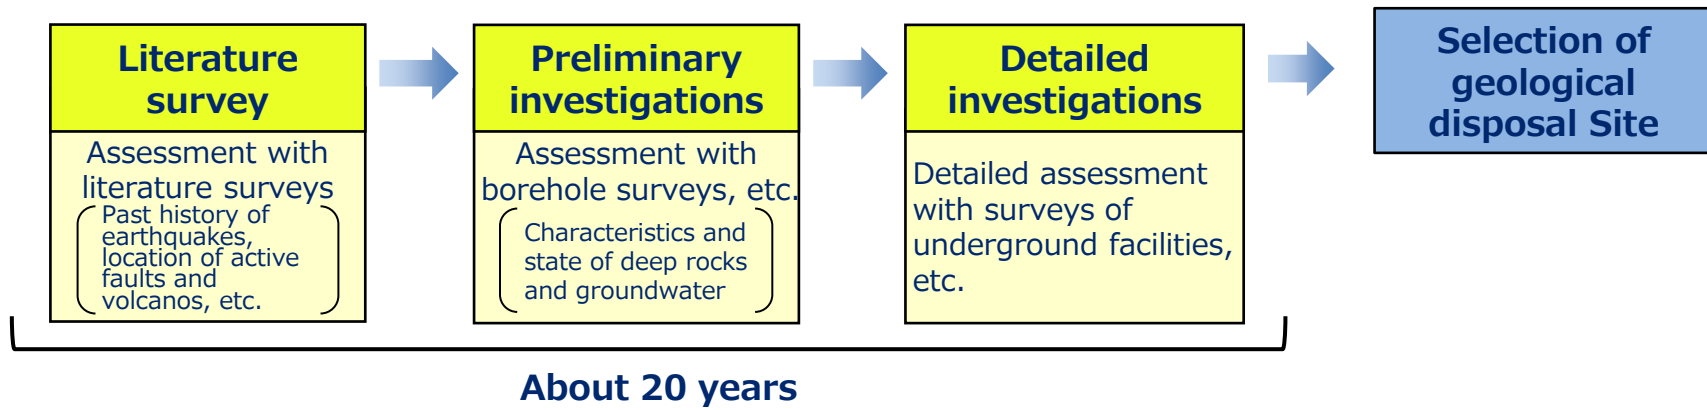 Literature
survey
Assessment with
literature surveys
Past history of
earthquakes,
location of active
faults and
volcanos, etc.
Preliminary
investigations
Assessment with
borehole surveys, etc.
Characteristics and
state of deep rocks
and groundwater
Detailed
investigations
Detailed assessment
with surveys of
underground facilities,
etc.
Selection of
geological
disposal Site
About 20 years